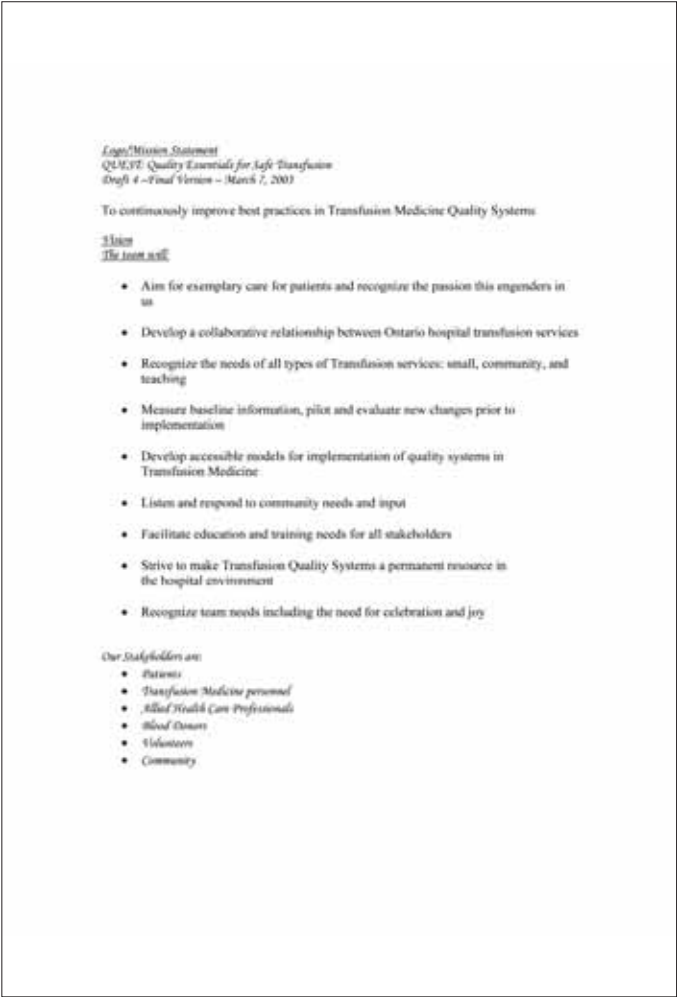 Logo/Mission Statement
QUEST: Quality Essentials for Safe Transfusion
Draft 4 –Final Version – March 7, 2003
To continuously improve best practices in Transfusion Medicine Quality Systems
Vision
The team will:
• Aim for exemplary care for patients and recognize the passion this engenders in
us
• Develop a collaborative relationship between Ontario hospital transfusion services
• Recognize the needs of all types of Transfusion services: small, community, and
teaching
• Measure baseline information, pilot and evaluate new changes prior to
implementation
• Develop accessible models for implementation of quality systems in
Transfusion Medicine
• Listen and respond to community needs and input
• Facilitate education and training needs for all stakeholders
• Strive to make Transfusion Quality Systems a permanent resource in
the hospital environment
• Recognize team needs including the need for celebration and joy
Our Stakeholders are:
• Patients
• Transfusion Medicine personnel
• Allied Health Care Professionals
• Blood Donors
• Volunteers
• Community